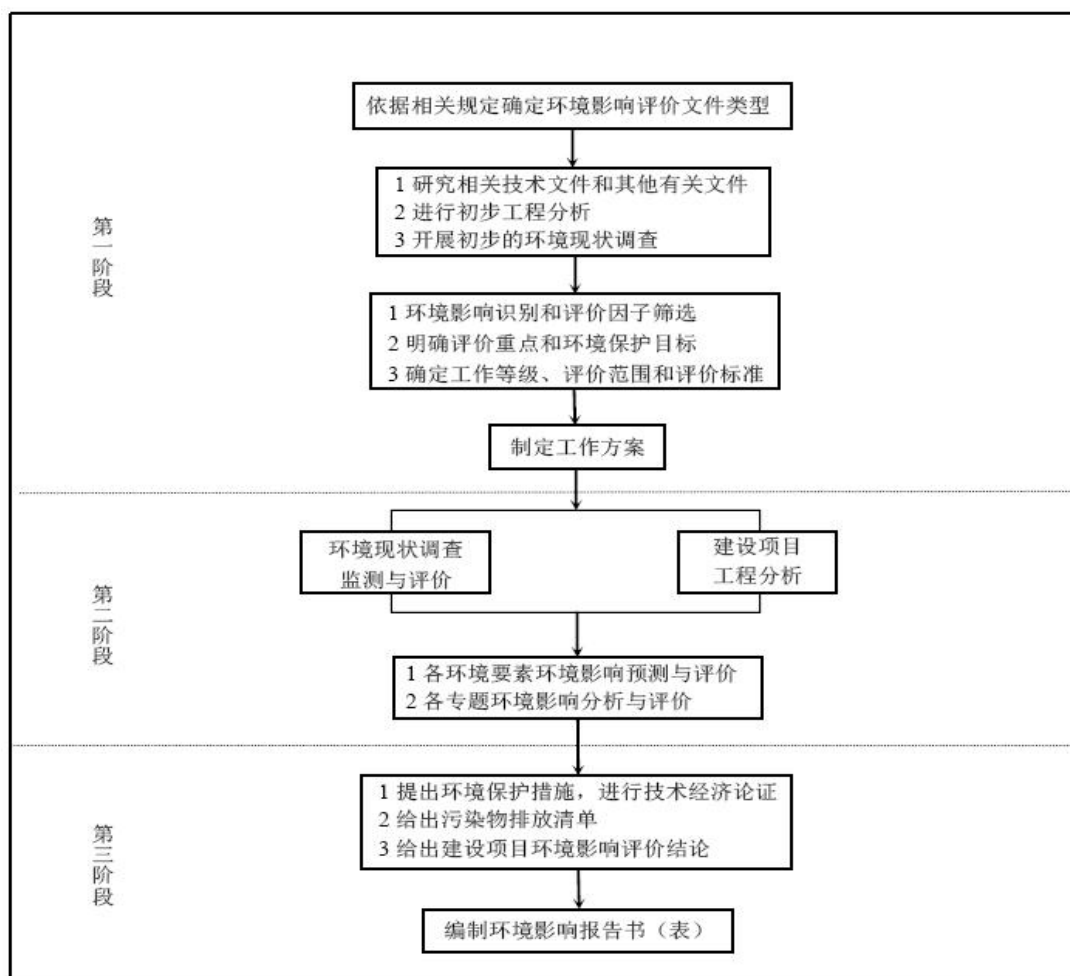 依据相关规定确定环境影响评价文件类型
1 研究相关技术文件和其他有关文件
2 进行初步工程分析
3 开展初步的环境现状调查
第一阶段
1 环境影响识别和评价因子筛选
2 明确评价重点和环境保护目标
3 确定工作等级、评价范围和评价标准
制定工作方案
环境现状调查
监测与评价
建设项目
工程分析
第二阶段
1 各环境要素环境影响预测与评价
2 各专题环境影响分析与评价
1 提出环境保护措施，进行技术经济论证
2 给出污染物排放清单
3 给出建设项目环境影响评价结论
第三阶段
编制环境影响报告书（表）